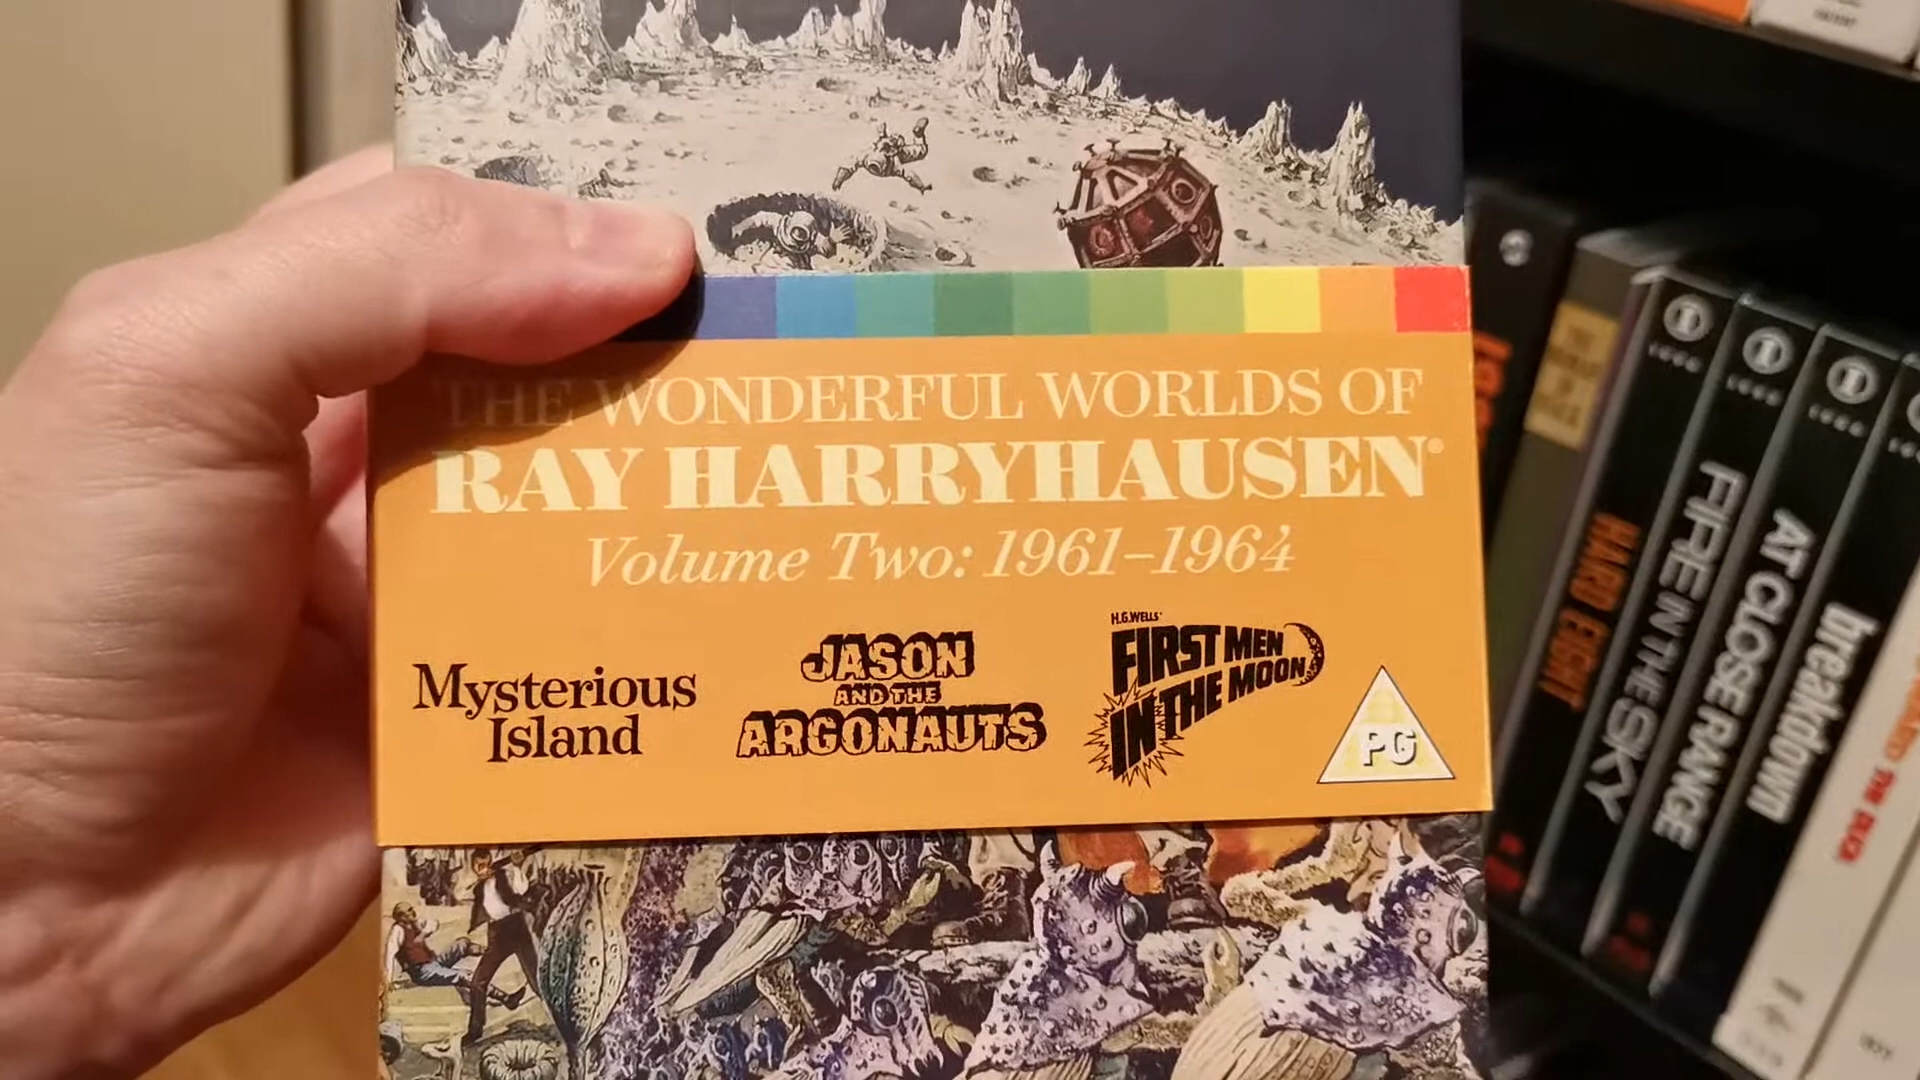 THE WONDERFUL WORLDS OF
RAY HARRYHAUSEN®
Volume Two: 1961–1964
Mysterious
Island
JASON
AND THE
ARGONAUTS
H.G.WELLS'
FIRST MEN
IN THE MOON
PG
HARD EIGHT
FIRE IN THE SKY
AT CLOSE RANGE
breakdown